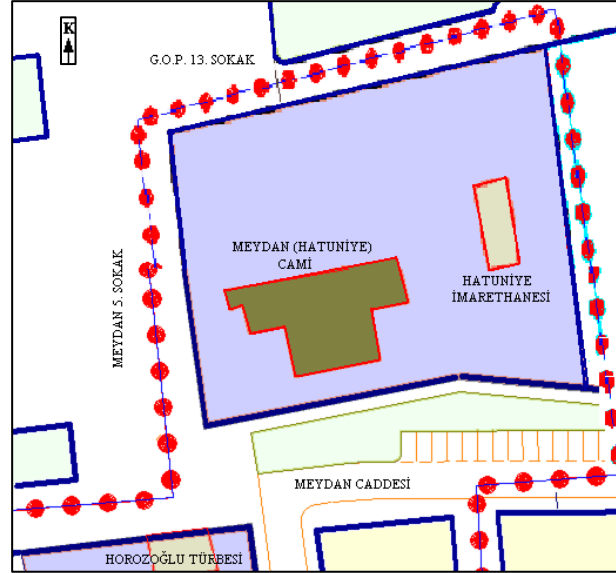 K
G.O.P. 13. SOKAK
MEYDAN 5. SOKAK
MEYDAN (HATUNİYE)
CAMİ
HATUNİYE
İMARETHANESİ
MEYDAN CADDESİ
HOROZOĞLU TÜRBESİ